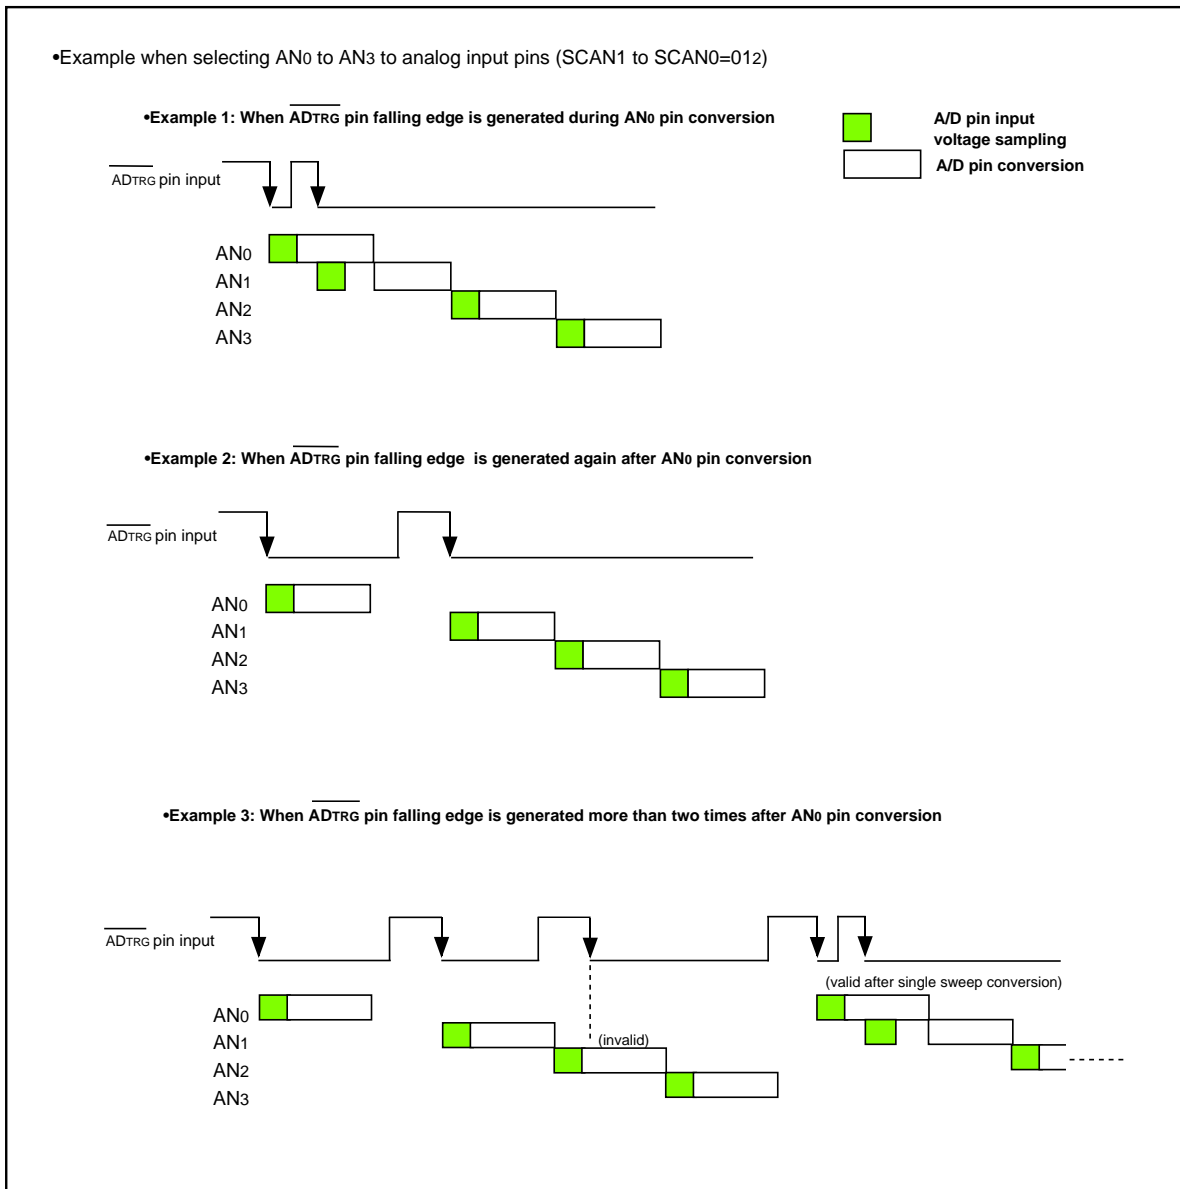 •Example when selecting AN0 to AN3 to analog input pins (SCAN1 to SCAN0=012)
•Example 1: When ADTRG pin falling edge is generated during AN0 pin conversion
A/D pin input
voltage sampling
A/D pin conversion
ADTRG pin input
AN0
AN1
AN2
AN3
•Example 2: When ADTRG pin falling edge is generated again after AN0 pin conversion
ADTRG pin input
AN0
AN1
AN2
AN3
•Example 3: When ADTRG pin falling edge is generated more than two times after AN0 pin conversion
ADTRG pin input
(valid after single sweep conversion)
AN0
AN1
(invalid)
AN2
AN3